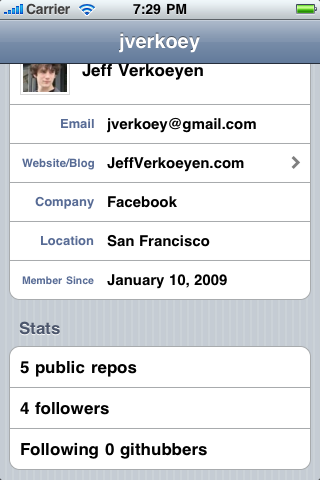 Carrier 7:29 PM
jverkoey
Jeff Verkoeyen
Email jverkoey@gmail.com
Website/Blog JeffVerkoeyen.com
Company Facebook
Location San Francisco
Member Since January 10, 2009
Stats
5 public repos
4 followers
Following 0 githubbers